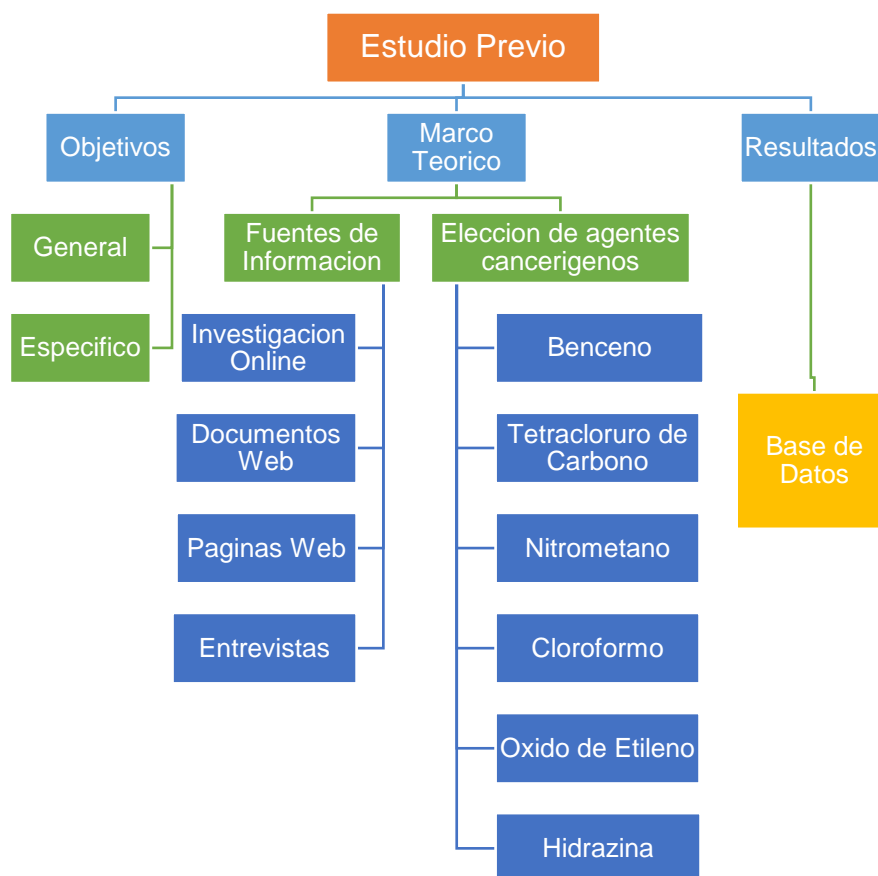 Estudio Previo
Objetivos
Marco
Teorico
Resultados
General
Especifico
Fuentes de
Informacion
Eleccion de agentes
cancerigenos
Investigacion
Online
Documentos
Web
Paginas Web
Entrevistas
Benceno
Tetracloruro de
Carbono
Nitrometano
Cloroformo
Oxido de Etileno
Hidrazina
Base de
Datos